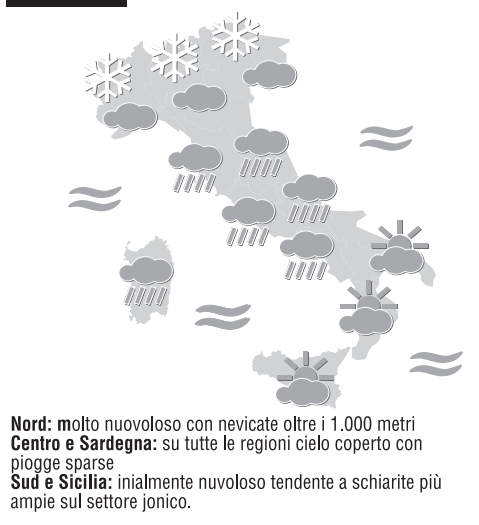 Nord: molto nuovoloso con nevicate oltre i 1.000 metri
Centro e Sardegna: su tutte le regioni cielo coperto con
piogge sparse
Sud e Sicilia: inialmente nuvoloso tendente a schiarite più
ampie sul settore jonico.